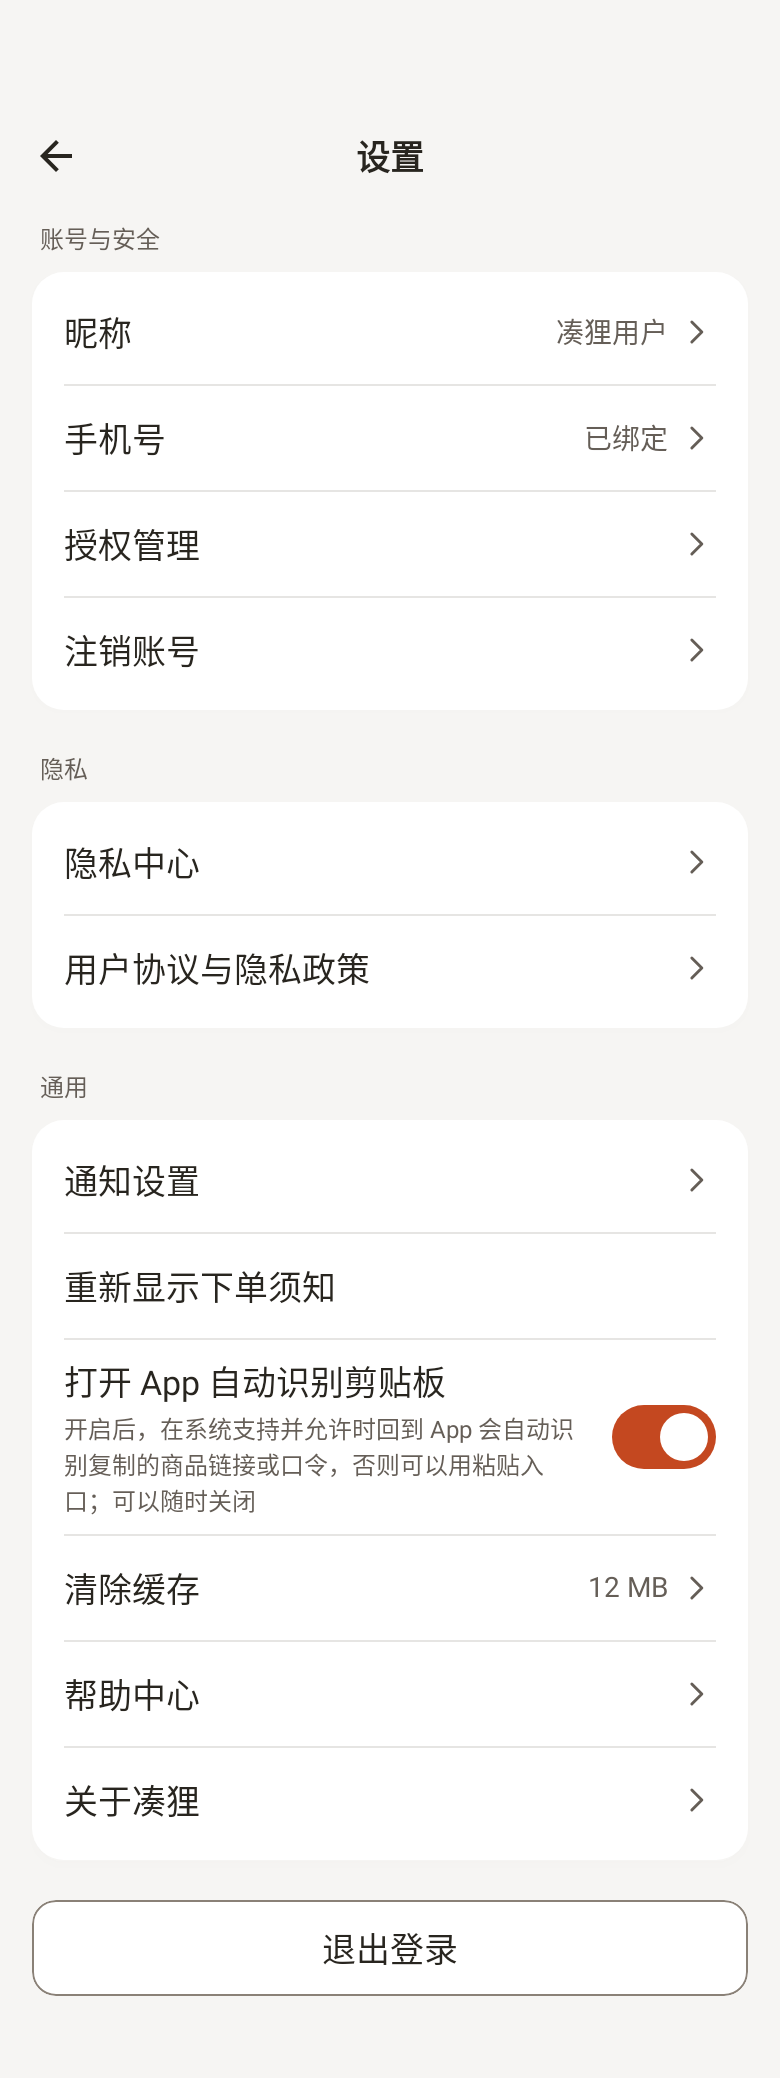 设置
账号与安全
昵称 凑狸用户
手机号 已绑定
授权管理
注销账号
隐私
隐私中心
用户协议与隐私政策
通用
通知设置
重新显示下单须知
打开 App 自动识别剪贴板
开启后，在系统支持并允许时回到 App 会自动识
别复制的商品链接或口令，否则可以用粘贴入
口；可以随时关闭
清除缓存 12 MB
帮助中心
关于凑狸
退出登录